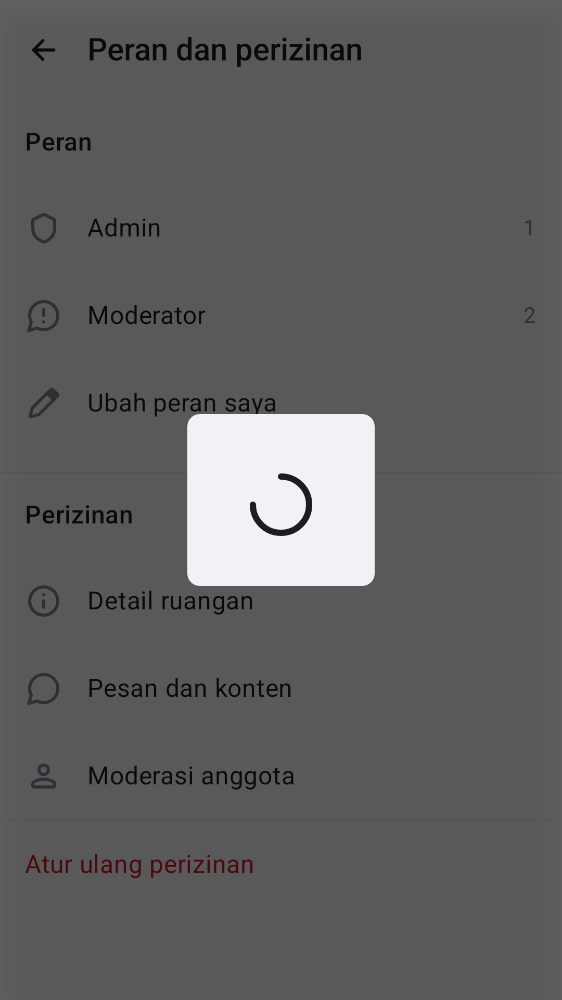 Peran dan perizinan
Peran
Admin 1
Moderator 2
Ubah peran saya
Perizinan
Detail ruangan
Pesan dan konten
Moderasi anggota
Atur ulang perizinan